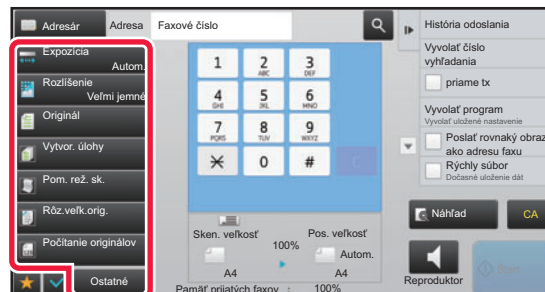 Adresár
Adresa
Faxové číslo
Expozícia
Autom.
Rozlíšenie
Veľmi jemné
Originál
Vytvor. úlohy
Pom. rež. sk.
Rôz.veľk.orig.
Počítanie originálov
Ostatné
1
2
ABC
3
DEF
4
GHI
5
JKL
6
MNO
7
PQRS
8
TUV
9
WXYZ
0
#
C
Sken. veľkosť
100%
Pos. veľkosť
Autom.
A4
A4
Pamäť prijatých faxov : 100%
História odoslania
Vyvolať číslo
vyhľadania
priame tx
Vyvolať program
Vyvolať uložené nastavenie
Poslať rovnaký obraz
ako adresu faxu
Rýchly súbor
Dočasné uloženie dát
Náhľad
CA
Reproduktor
Štart